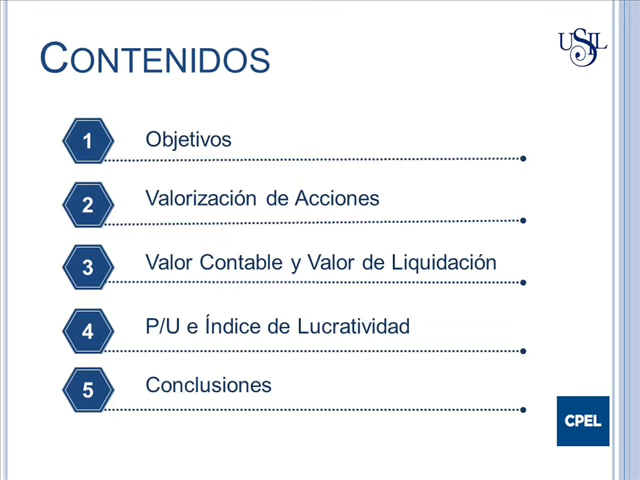 CONTENIDOS
USIL
1 Objetivos
2 Valorización de Acciones
3 Valor Contable y Valor de Liquidación
4 P/U e Índice de Lucratividad
5 Conclusiones
CPEL